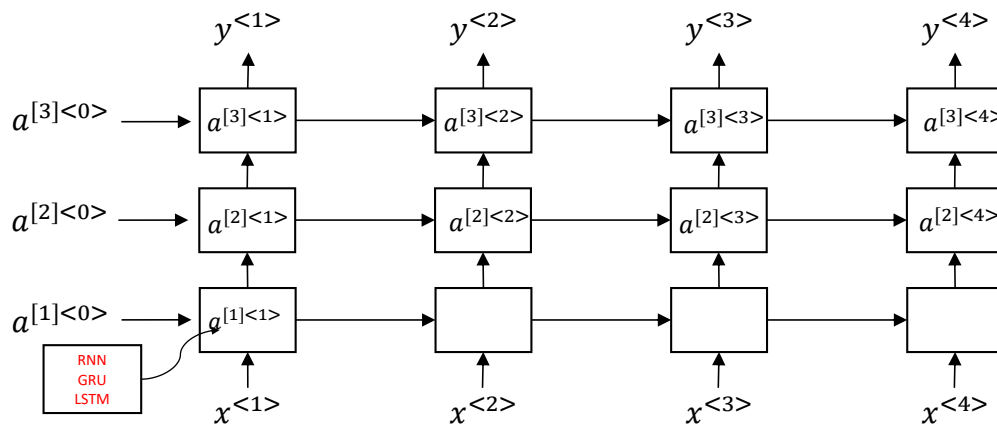 y<1> y<2> y<3> y<4>
a[3]<0> a[3]<1> a[3]<2> a[3]<3> a[3]<4>
a[2]<0> a[2]<1> a[2]<2> a[2]<3> a[2]<4>
a[1]<0> a[1]<1>
RNN
GRU
LSTM
x<1> x<2> x<3> x<4>